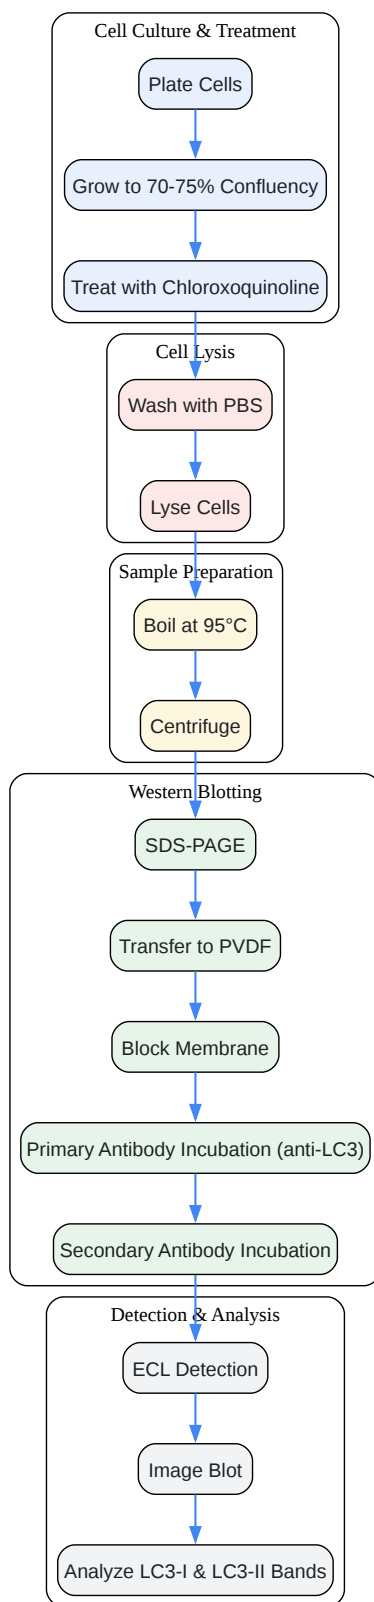 Cell Culture & Treatment
Plate Cells
Grow to 70-75% Confluency
Treat with Chloroxoquinoline
Cell Lysis
Wash with PBS
Lyse Cells
Sample Preparation
Boil at 95°C
Centrifuge
Western Blotting
SDS-PAGE
Transfer to PVDF
Block Membrane
Primary Antibody Incubation (anti-LC3)
Secondary Antibody Incubation
Detection & Analysis
ECL Detection
Image Blot
Analyze LC3-I & LC3-II Bands